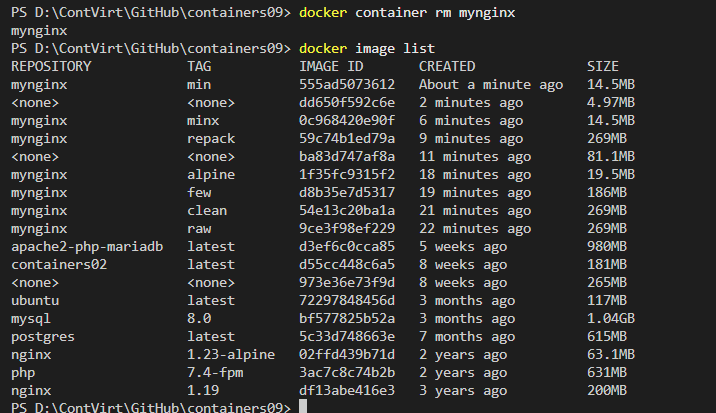 PS D:\ContVirt\GitHub\containers09> docker container rm mynginx
mynginx
PS D:\ContVirt\GitHub\containers09> docker image list
REPOSITORY TAG IMAGE ID CREATED SIZE
mynginx min 555ad5073612 About a minute ago 14.5MB
<none> <none> dd650f592c6e 2 minutes ago 4.97MB
mynginx minx 0c968420e90f 6 minutes ago 14.5MB
mynginx repack 59c74b1ed79a 9 minutes ago 269MB
<none> <none> ba83d747af8a 11 minutes ago 81.1MB
mynginx alpine 1f35fc9315f2 18 minutes ago 19.5MB
mynginx few d8b35e7d5317 19 minutes ago 186MB
mynginx clean 54e13c20ba1a 21 minutes ago 269MB
mynginx raw 9ce3f98ef229 22 minutes ago 269MB
apache2-php-mariadb latest d3ef6c0cca85 5 weeks ago 980MB
containers02 latest d55cc448c6a5 8 weeks ago 181MB
<none> <none> 973e36e73f9d 8 weeks ago 265MB
ubuntu latest 72297848456d 3 months ago 117MB
mysql 8.0 bf577825b52a 3 months ago 1.04GB
postgres latest 5c33d748663e 7 months ago 615MB
nginx 1.23-alpine 02ffd439b71d 2 years ago 63.1MB
php 7.4-fpm 3ac7c8c74b2b 2 years ago 631MB
nginx 1.19 df13abe416e3 3 years ago 200MB
PS D:\ContVirt\GitHub\containers09>